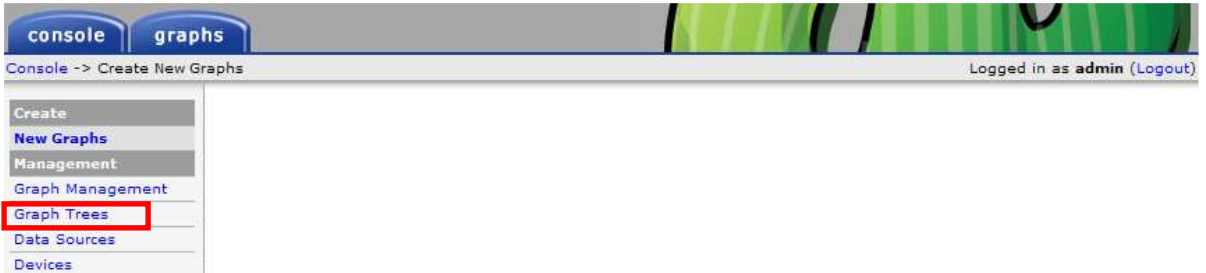 console graphs
Console -> Create New Graphs Logged in as admin (Logout)
Create
New Graphs
Management
Graph Management
Graph Trees
Data Sources
Devices